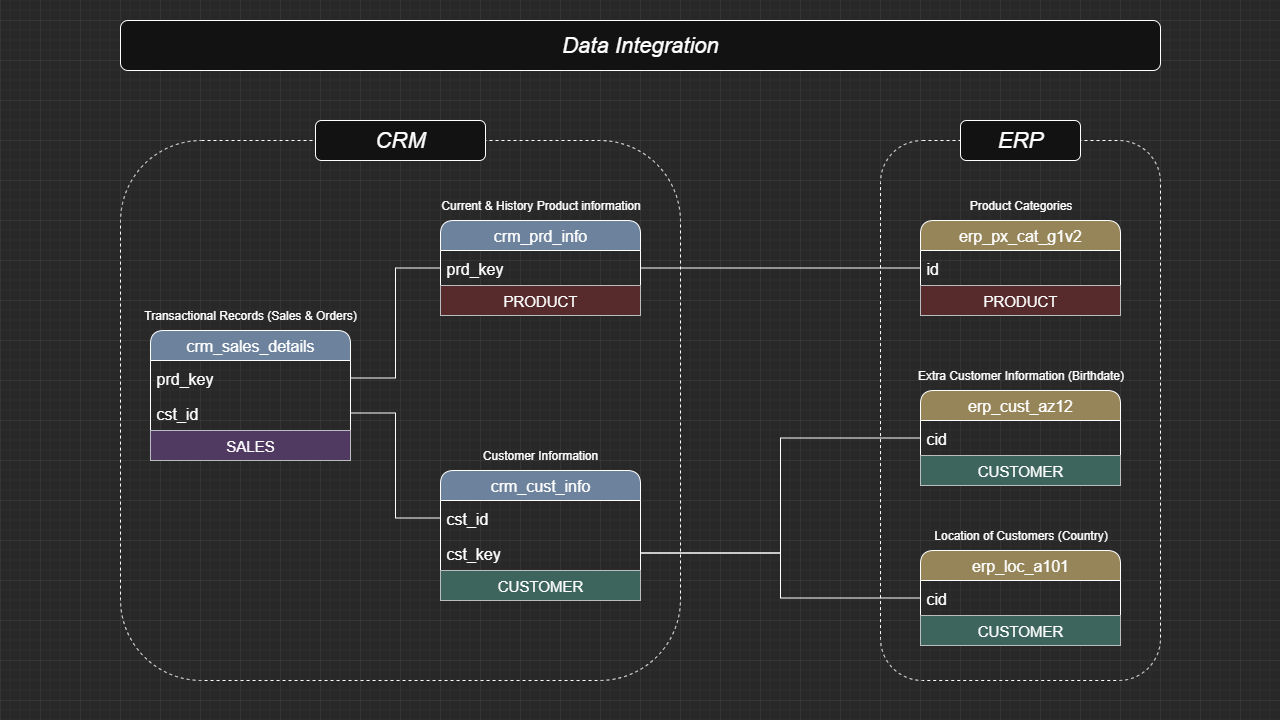 Data Integration
CRM
ERP
Current & History Product information
crm_prd_info
prd_key
PRODUCT
Product Categories
erp_px_cat_g1v2
id
PRODUCT
Transactional Records (Sales & Orders)
crm_sales_details
prd_key
cst_id
SALES
Extra Customer Information (Birthdate)
erp_cust_az12
cid
CUSTOMER
Customer Information
crm_cust_info
cst_id
cst_key
CUSTOMER
Location of Customers (Country)
erp_loc_a101
cid
CUSTOMER